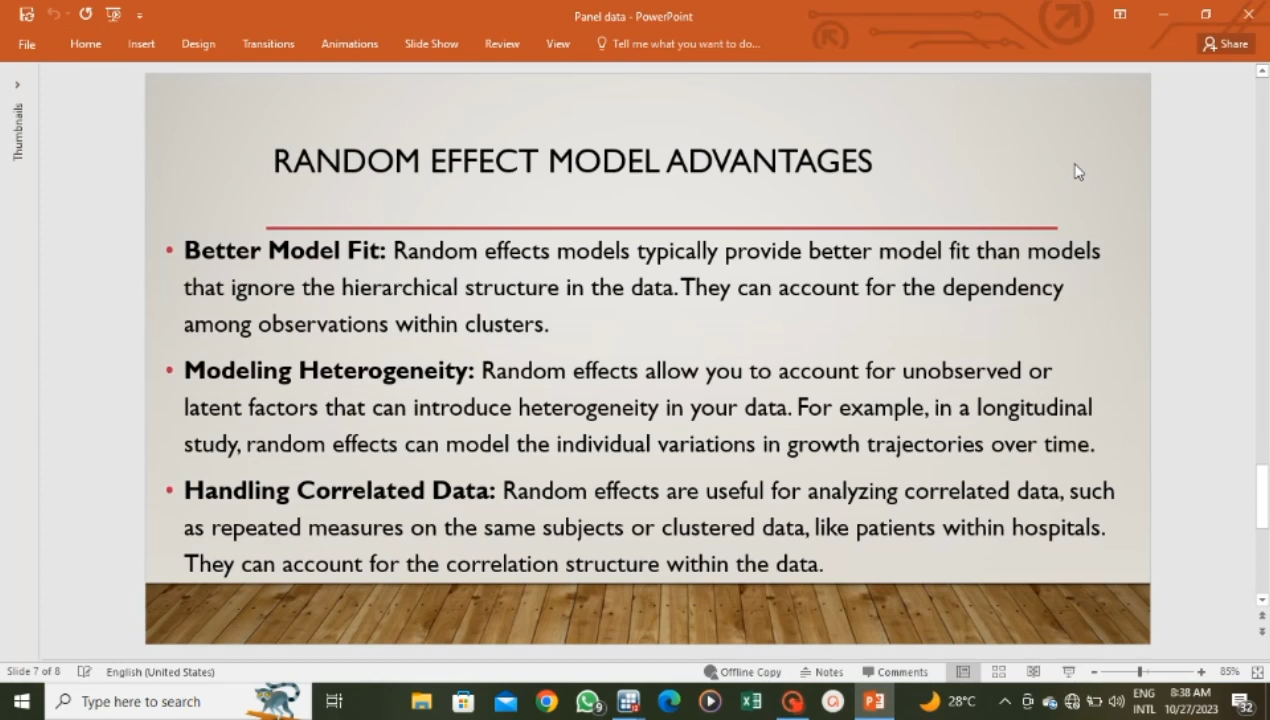 Panel data - PowerPoint
File Home Insert Design Transitions Animations Slide Show Review View Tell me what you want to do... Share
Thumbnails
RANDOM EFFECT MODEL ADVANTAGES
• Better Model Fit: Random effects models typically provide better model fit than models
that ignore the hierarchical structure in the data. They can account for the dependency
among observations within clusters.
• Modeling Heterogeneity: Random effects allow you to account for unobserved or
latent factors that can introduce heterogeneity in your data. For example, in a longitudinal
study, random effects can model the individual variations in growth trajectories over time.
• Handling Correlated Data: Random effects are useful for analyzing correlated data, such
as repeated measures on the same subjects or clustered data, like patients within hospitals.
They can account for the correlation structure within the data.
Slide 7 of 8 English (United States) Offline Copy Notes Comments 85%
Type here to search 9 28°C ENG 8:38 AM
INTL 10/27/2023 32